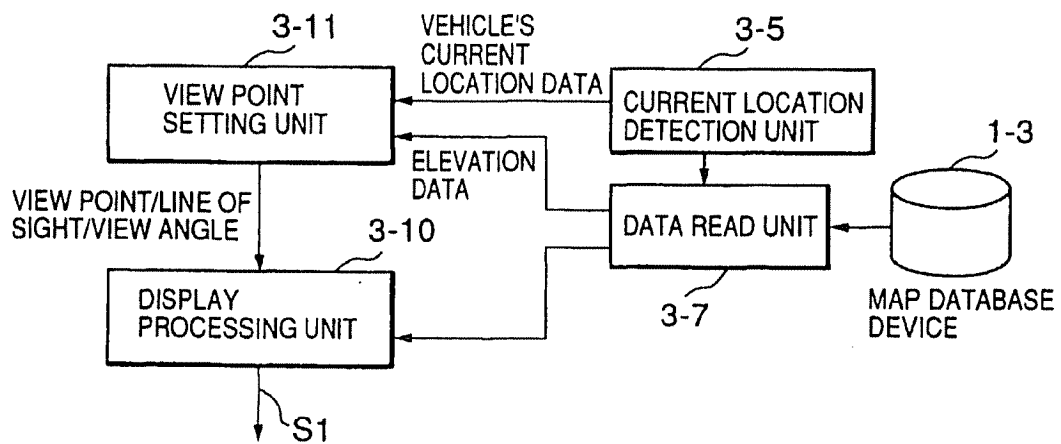 3-11
VIEW POINT
SETTING UNIT
VEHICLE'S
CURRENT
LOCATION DATA
3-5
CURRENT LOCATION
DETECTION UNIT
1-3
ELEVATION
DATA
DATA READ UNIT
3-7
MAP DATABASE
DEVICE
VIEW POINT/LINE OF
SIGHT/VIEW ANGLE
3-10
DISPLAY
PROCESSING UNIT
S1